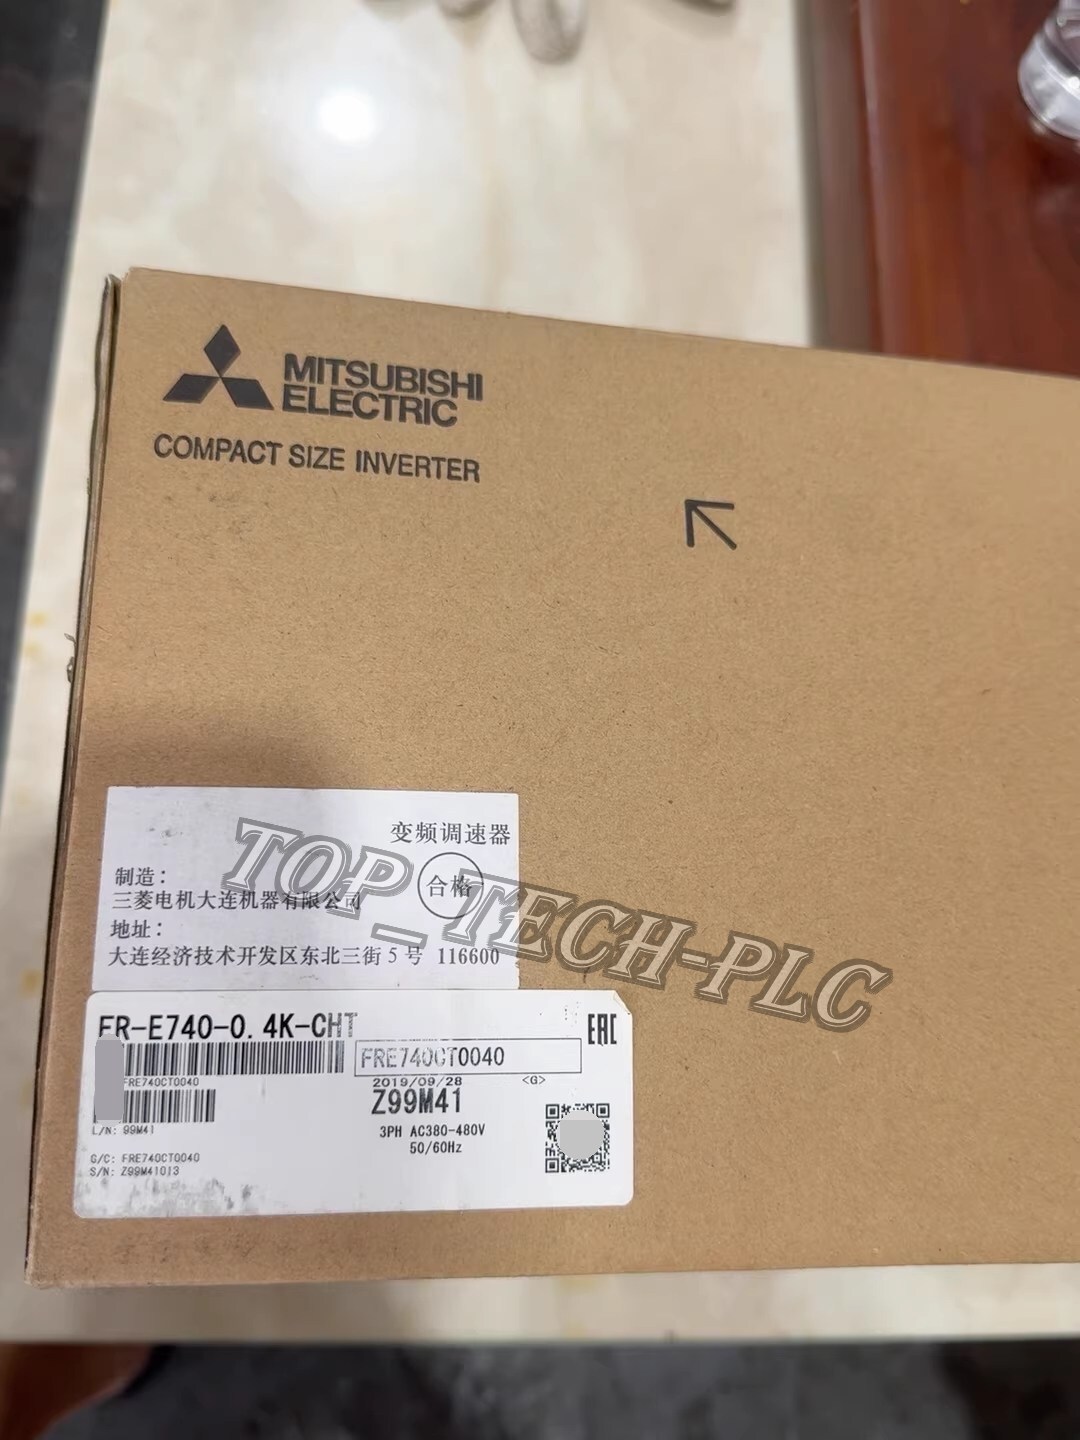 MITSUBISHI
ELECTRIC
COMPACT SIZE INVERTER
变频调速器
合格
制造：
三菱电机大连机器有限公司
地址：
大连经济技术开发区东北三街5号 116600
TOP_TECH-PLC
FR-E740-0.4K-CHT
EAC
FRE740CT0040
FRE740CT0040
2019/09/28 <G>
Z99M41
L/N: 99M41
3PH AC380-480V
50/60Hz
G/C: FRE740CT0040
S/N: Z99M41013